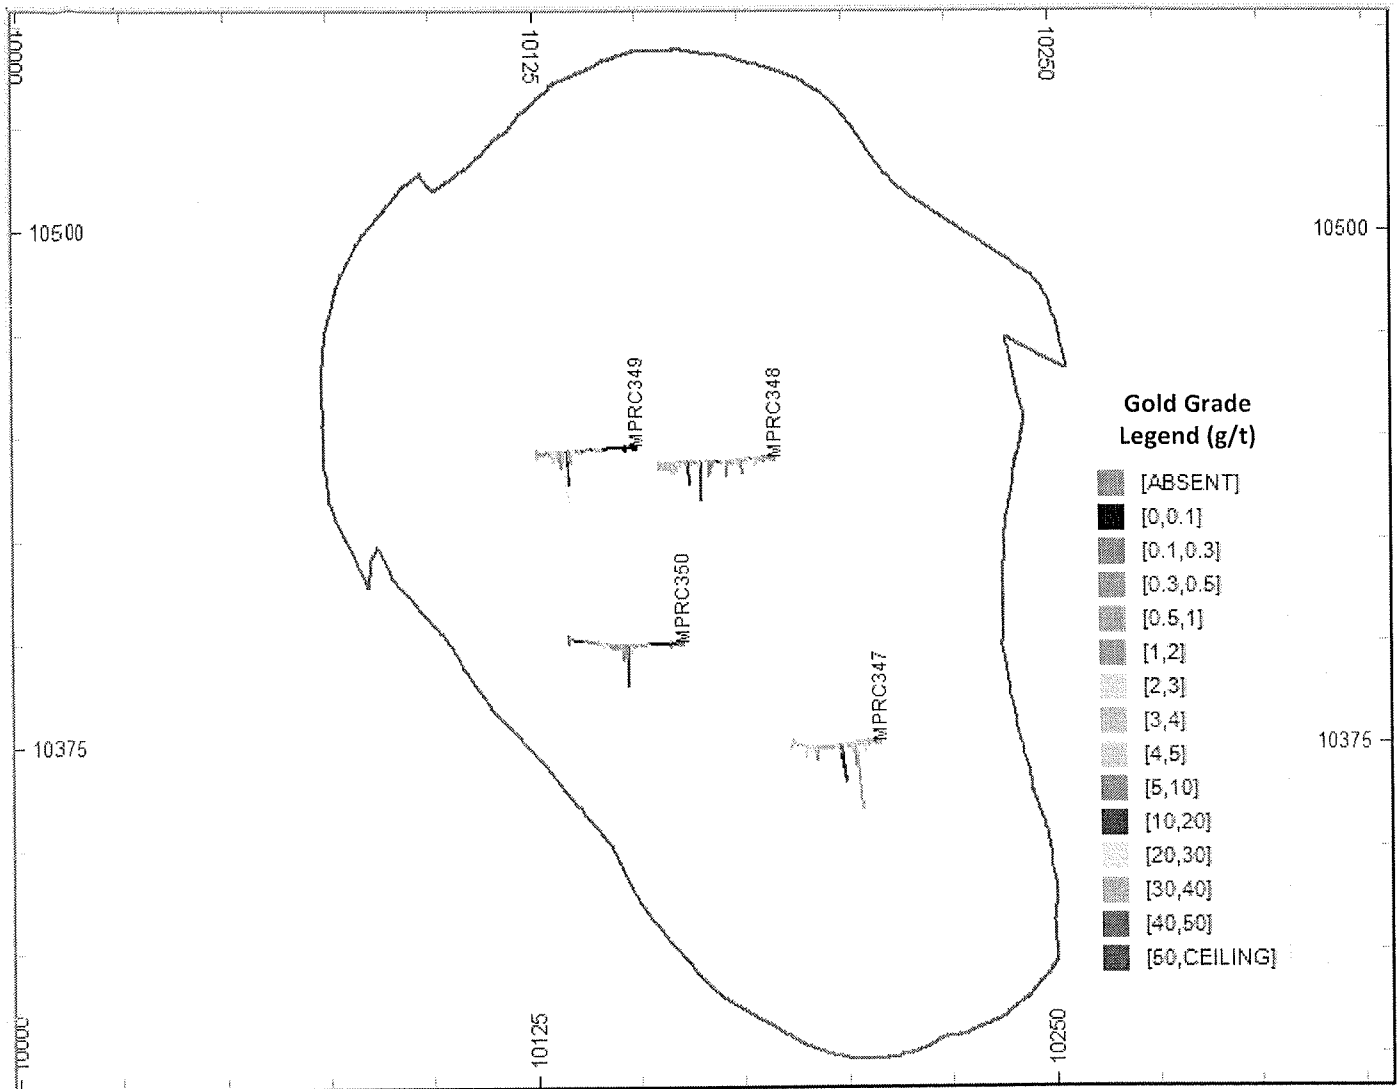 10000
10125
10250
10500
10500
MPRC349
MPRC348
MPRC350
MPRC347
10375
10375
Gold Grade
Legend (g/t)
[ABSENT]
[0,0.1]
[0.1,0.3]
[0.3,0.5]
[0.5,1]
[1,2]
[2,3]
[3,4]
[4,5]
[5,10]
[10,20]
[20,30]
[30,40]
[40,50]
[50,CEILING]
10000
10125
10250